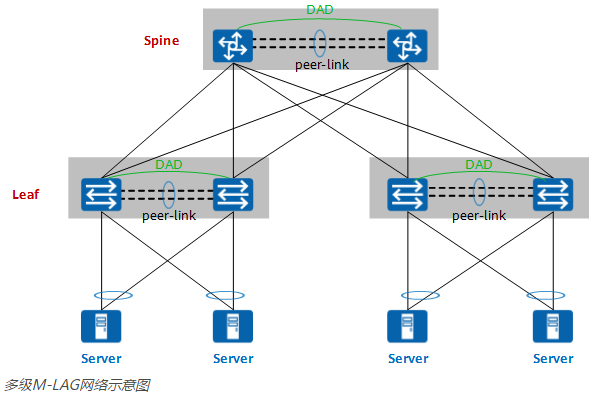 DAD
Spine
peer-link
DAD
DAD
Leaf
peer-link
peer-link
Server
Server
Server
Server
多级M-LAG网络示意图